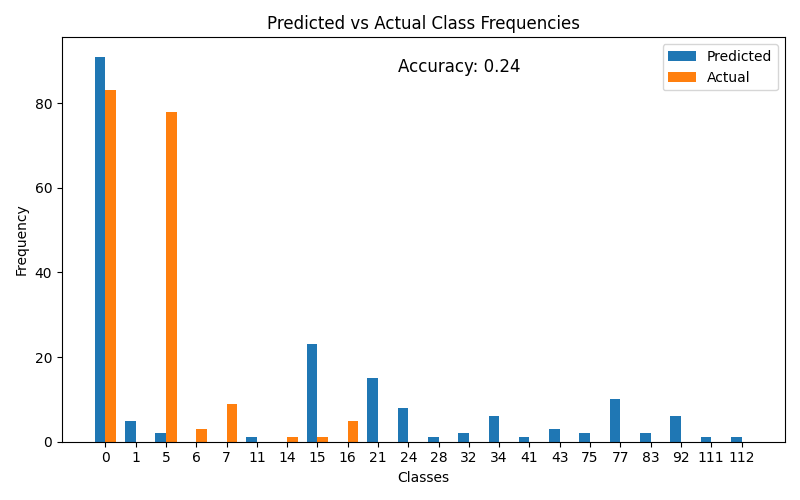 Predicted vs Actual Class Frequencies
Accuracy: 0.24
Predicted
Actual
Frequency
80
60
40
20
0
0 1 5 6 7 11 14 15 16 21 24 28 32 34 41 43 75 77 83 92 111 112
Classes